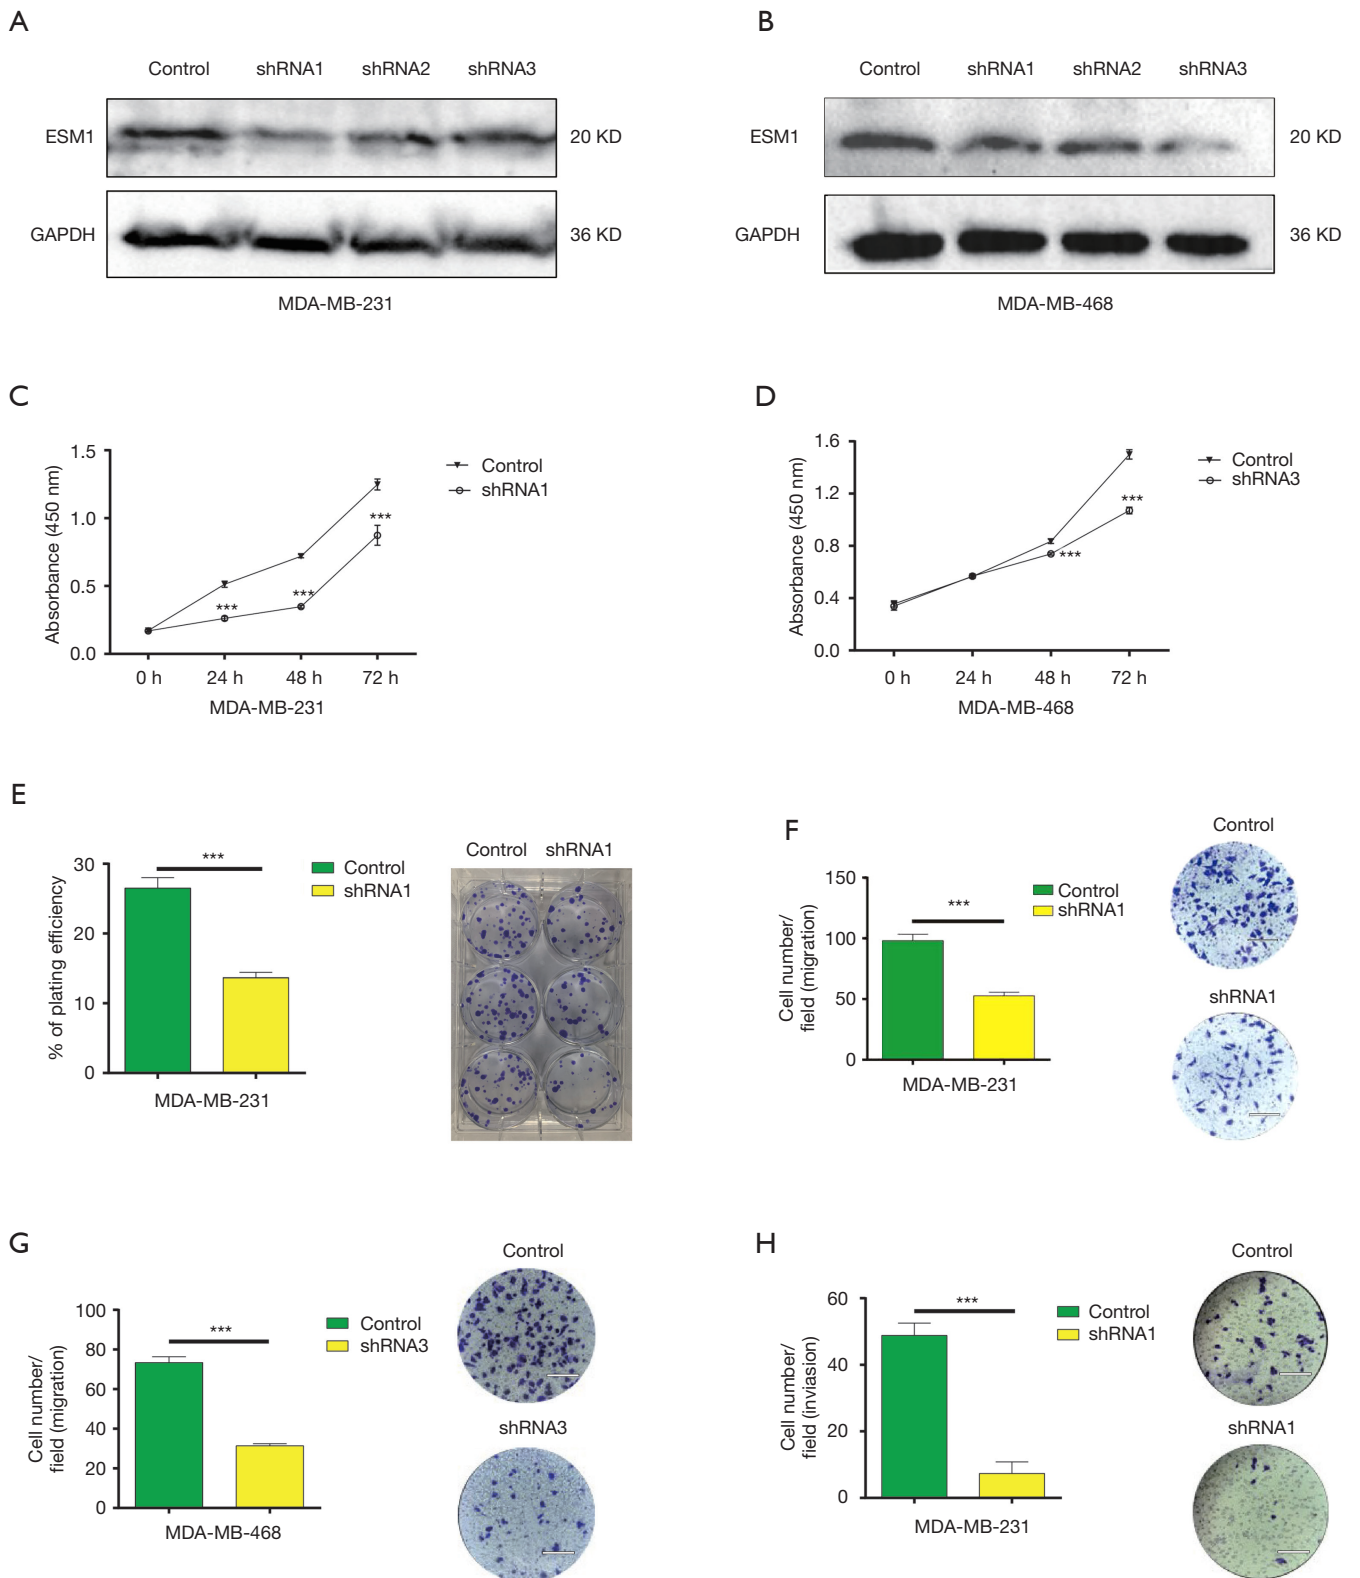 A
Control shRNA1 shRNA2 shRNA3
ESM1 20 KD
GAPDH 36 KD
MDA-MB-231
B
Control shRNA1 shRNA2 shRNA3
ESM1 20 KD
GAPDH 36 KD
MDA-MB-468
C
Absorbance (450 nm)
1.5
1.0
0.5
0.0
***
***
***
0 h 24 h 48 h 72 h
MDA-MB-231
Control
shRNA1
D
Absorbance (450 nm)
1.6
1.2
0.8
0.4
0.0
***
***
0 h 24 h 48 h 72 h
MDA-MB-468
Control
shRNA3
E
% of plating efficiency
30
20
10
0
***
MDA-MB-231
Control
shRNA1
Control shRNA1
F
Cell number/
field (migration)
150
100
50
0
***
MDA-MB-231
Control
shRNA1
Control
shRNA1
G
Cell number/
field (migration)
100
80
60
40
20
0
***
MDA-MB-468
Control
shRNA3
Control
shRNA3
H
Cell number/
field (inviasion)
60
40
20
0
***
MDA-MB-231
Control
shRNA1
Control
shRNA1